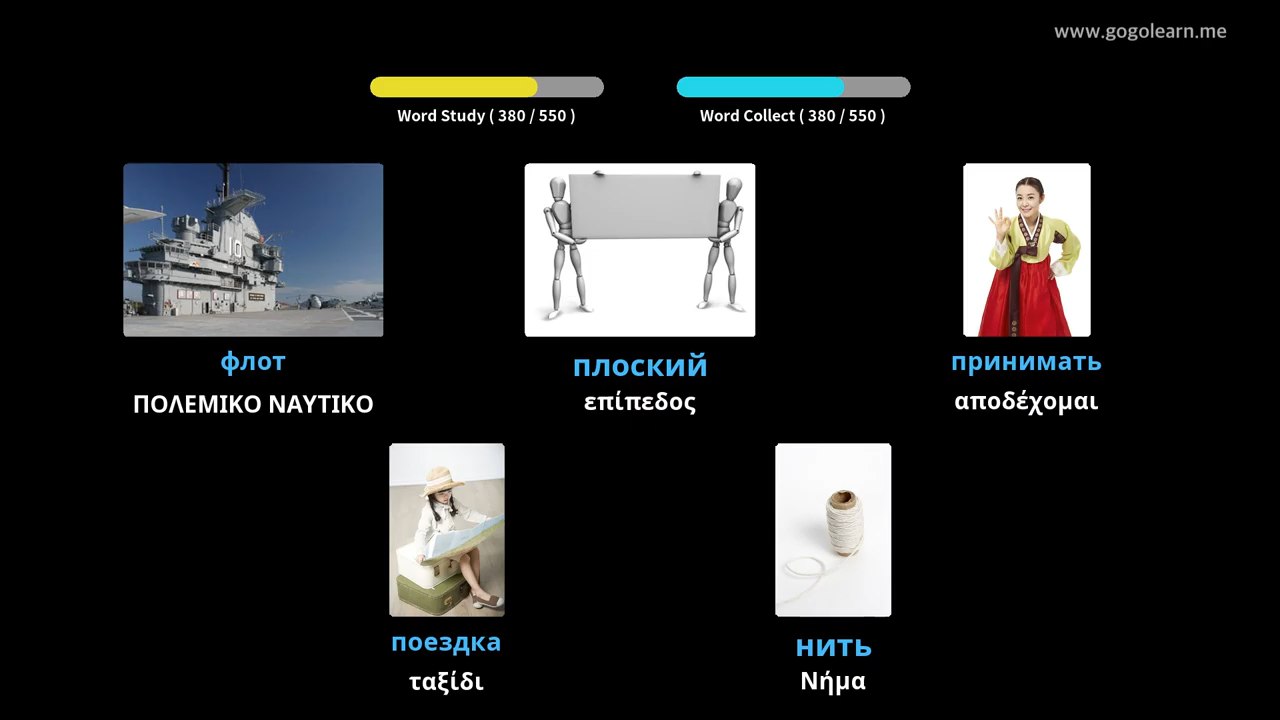 www.gogolearn.me
Word Study ( 380 / 550 )
Word Collect ( 380 / 550 )
10
флот
ΠΟΛΕΜΙΚΟ ΝΑΥΤΙΚΟ
плоский
επίπεδος
принимать
αποδέχομαι
поездка
ταξίδι
нить
Νήμα